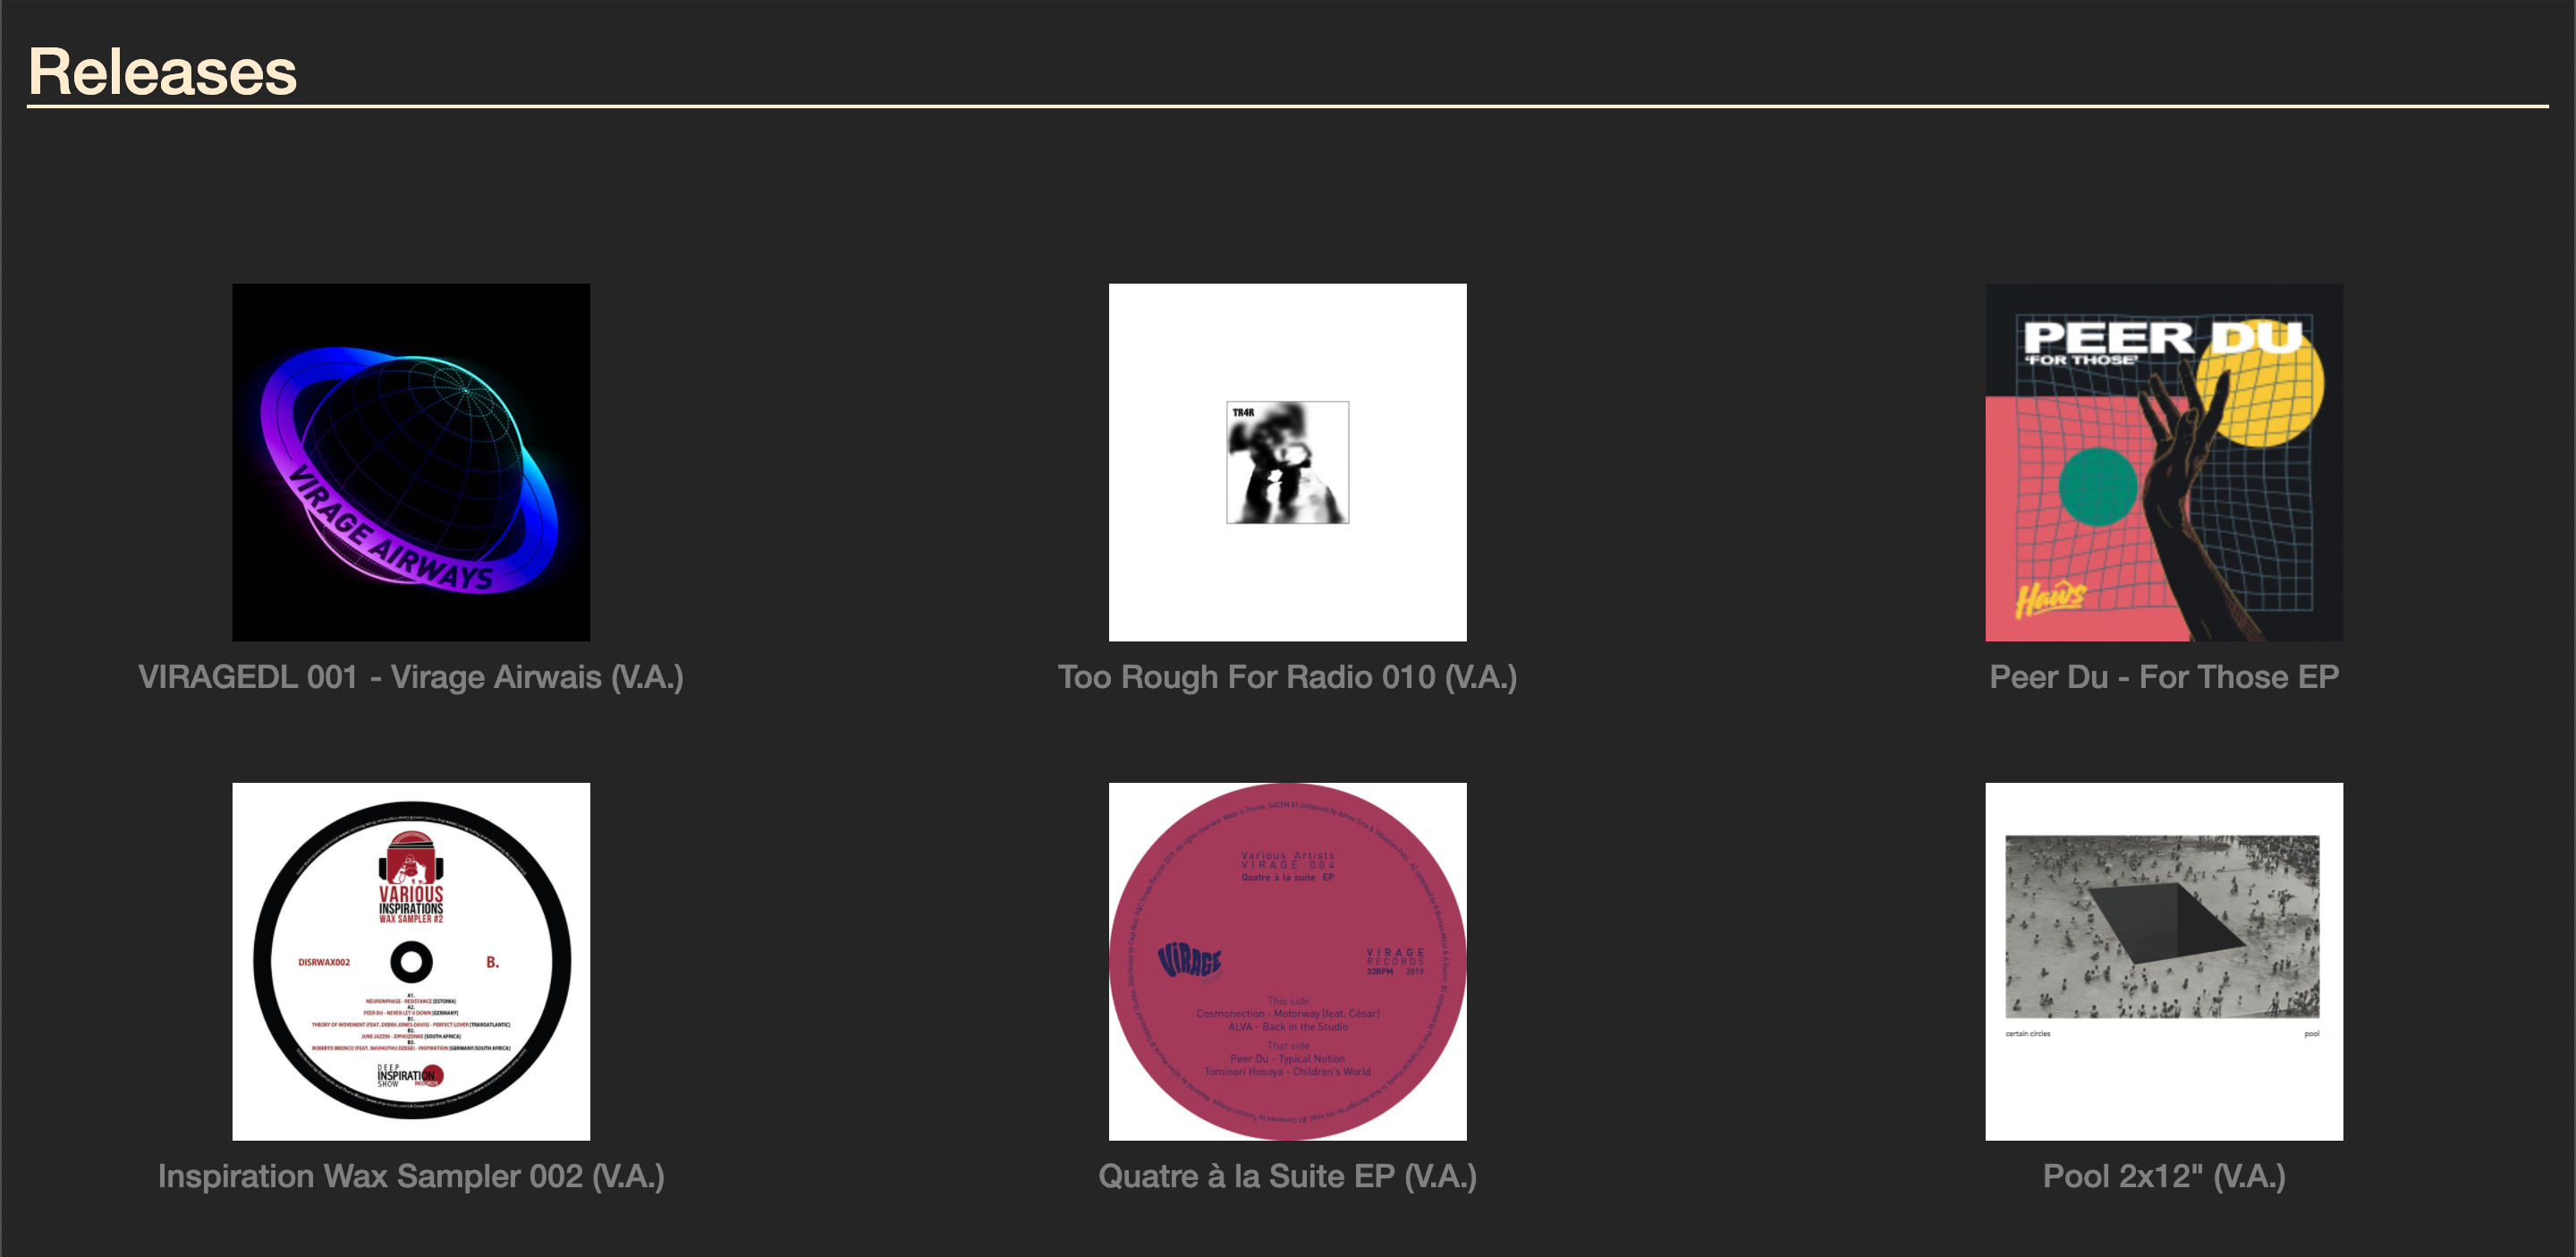 Releases
VIRAGE AIRWAYS
VIRAGEDL 001 - Virage Airwais (V.A.)
TR4R
Too Rough For Radio 010 (V.A.)
PEER DU
'FOR THOSE'
Haws
Peer Du - For Those EP
VARIOUS
INSPIRATIONS
WAX SAMPLER #2
DISRWAX002
B.
A1.
NEURONPHASE - RESISTANCE (ESTONIA)
A2.
PEER DU - NEVER LET U DOWN (GERMANY)
B1.
THEORY OF MOVEMENT (FEAT. DEBRA JONES-DAVIS) - PERFECT LOVER (TRANSATLANTIC)
B2.
JUNE JAZZIN - ZIPHOZONKE (SOUTH AFRICA)
B3.
ROBERTO BRONCO (FEAT. MAVHUTHU DZEGE) - INSPIRATION (GERMANY/SOUTH AFRICA)
DEEP
INSPIRATION
SHOW RECORDS
Inspiration Wax Sampler 002 (V.A.)
Various Artists
VIRAGE 004
Quatre à la suite EP
ViRAGE
VIRAGE
RECORDS
33RPM 2019
This side
Cosmonection - Motorway (feat. César)
ALVA - Back in the Studio
That side
Peer Du - Typical Notion
Tominori Hosoya - Children's World
Quatre à la Suite EP (V.A.)
certain circles
pool
Pool 2x12" (V.A.)